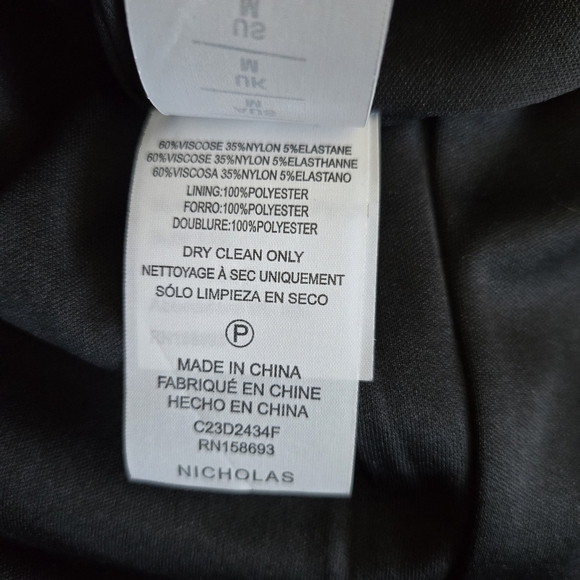 M
US
M
UK
M
AUS
60%VISCOSE 35%NYLON 5%ELASTANE
60%VISCOSE 35%NYLON 5%ELASTHANNE
60%VISCOSA 35%NYLON 5%ELASTANO
LINING:100%POLYESTER
FORRO:100%POLYESTER
DOUBLURE:100%POLYESTER
DRY CLEAN ONLY
NETTOYAGE À SEC UNIQUEMENT
SÓLO LIMPIEZA EN SECO
P
MADE IN CHINA
FABRIQUÉ EN CHINE
HECHO EN CHINA
C23D2434F
RN158693
NICHOLAS